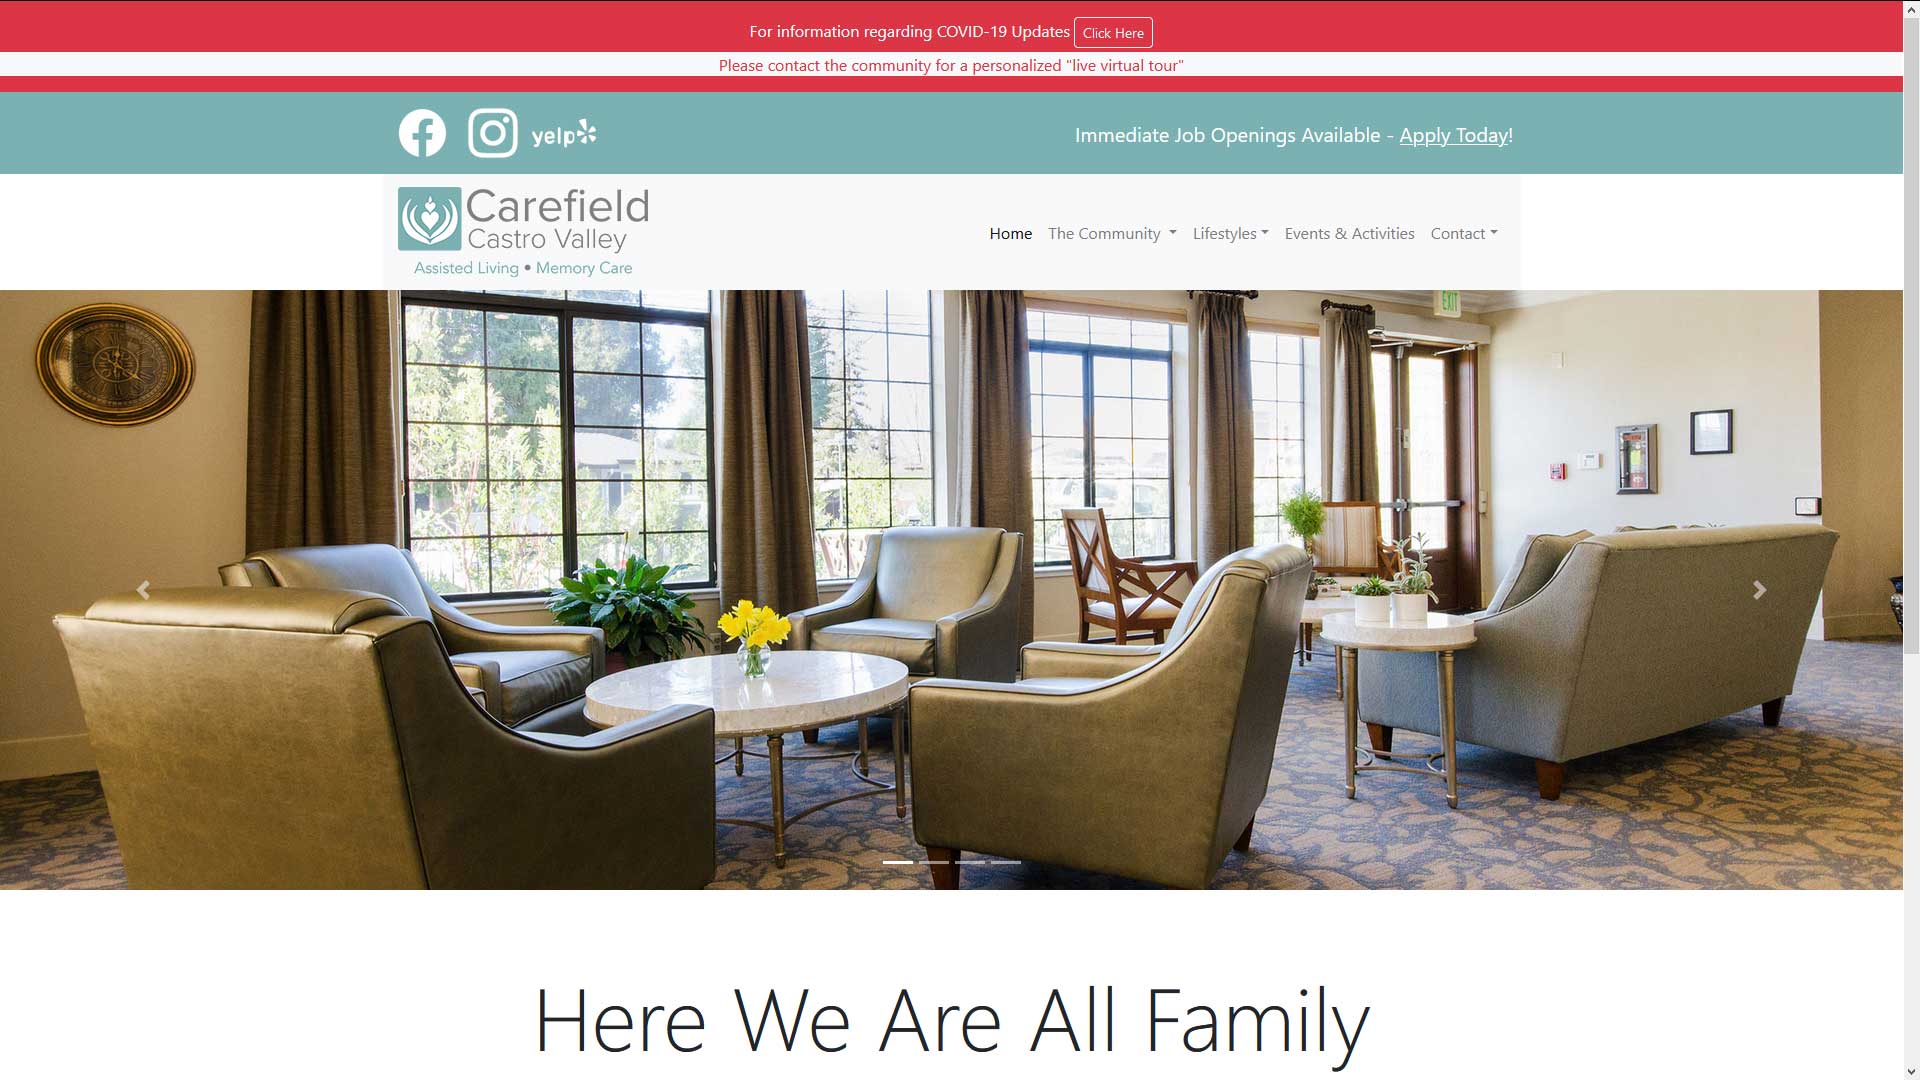 For information regarding COVID-19 Updates Click Here
Please contact the community for a personalized "live virtual tour"
yelp
Immediate Job Openings Available - Apply Today!
Carefield
Castro Valley
Assisted Living • Memory Care
Home The Community Lifestyles Events & Activities Contact
EXIT
Here We Are All Family